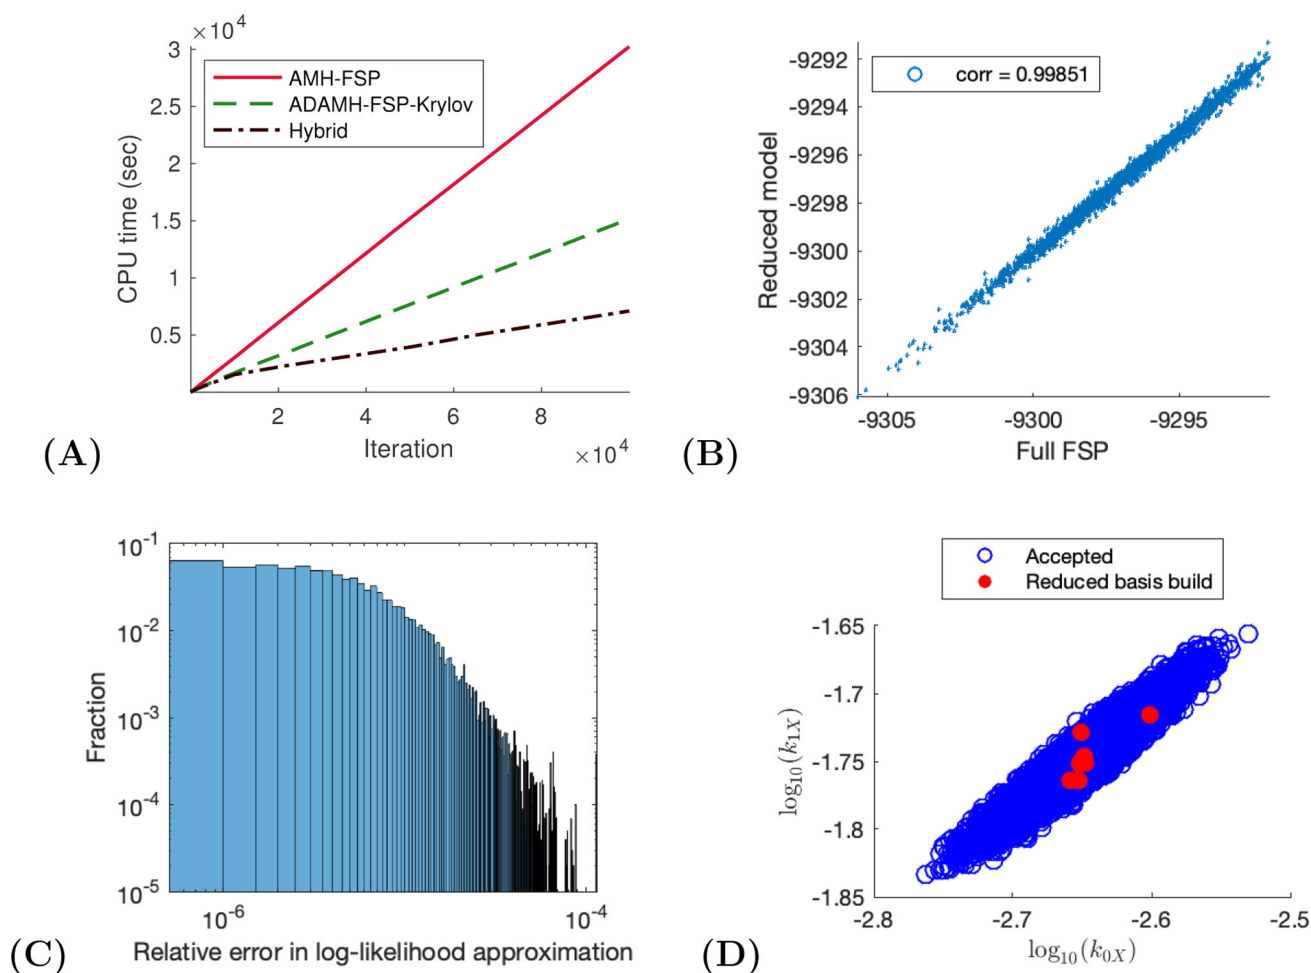 ×10⁴
3
2.5
2
1.5
1
0.5
CPU time (sec)
AMH-FSP
ADAMH-FSP-Krylov
Hybrid
2
4
6
8
Iteration
×10⁴
(A)
-9292
-9294
-9296
-9298
-9300
-9302
-9304
-9306
Reduced model
corr = 0.99851
-9305
-9300
-9295
Full FSP
(B)
10⁻¹
10⁻²
10⁻³
10⁻⁴
10⁻⁵
Fraction
10⁻⁶
10⁻⁴
Relative error in log-likelihood approximation
(C)
Accepted
Reduced basis build
-1.65
-1.7
-1.75
-1.8
-1.85
log₁₀(k₁X)
-2.8
-2.7
-2.6
-2.5
log₁₀(k₀X)
(D)